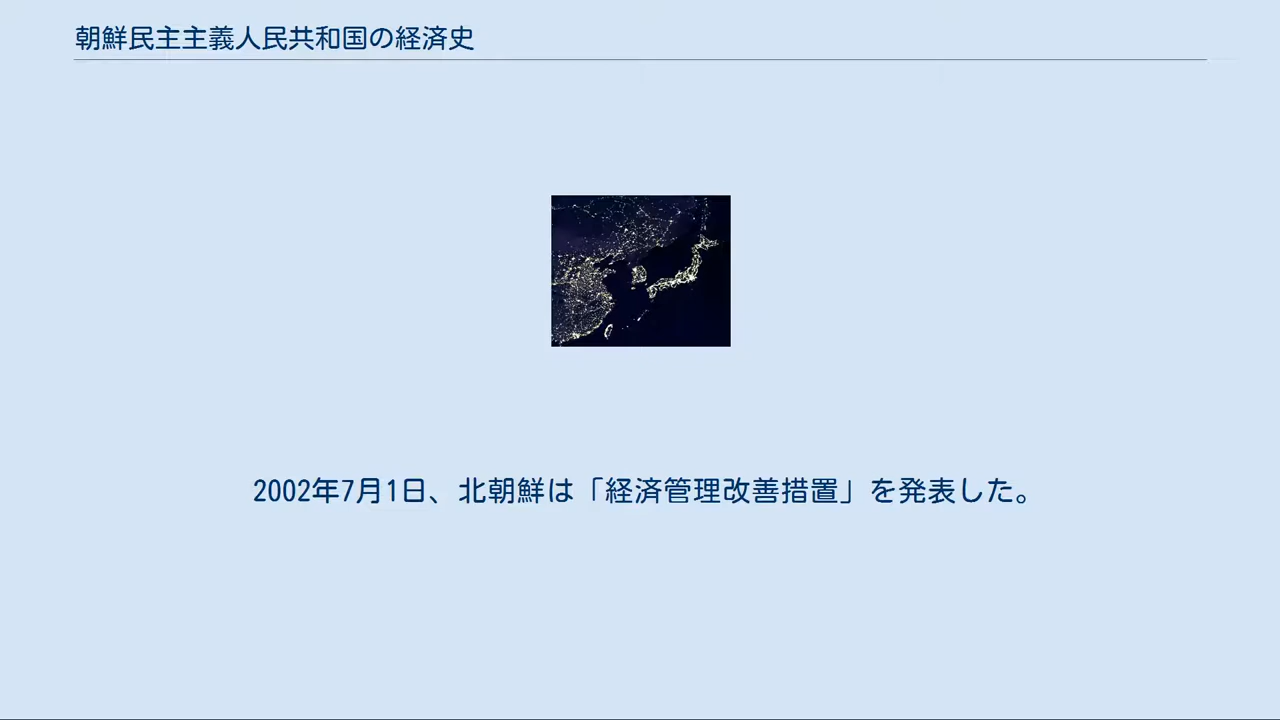 朝鮮民主主義人民共和国の経済史
2002年7月1日、北朝鮮は「経済管理改善措置」を発表した。